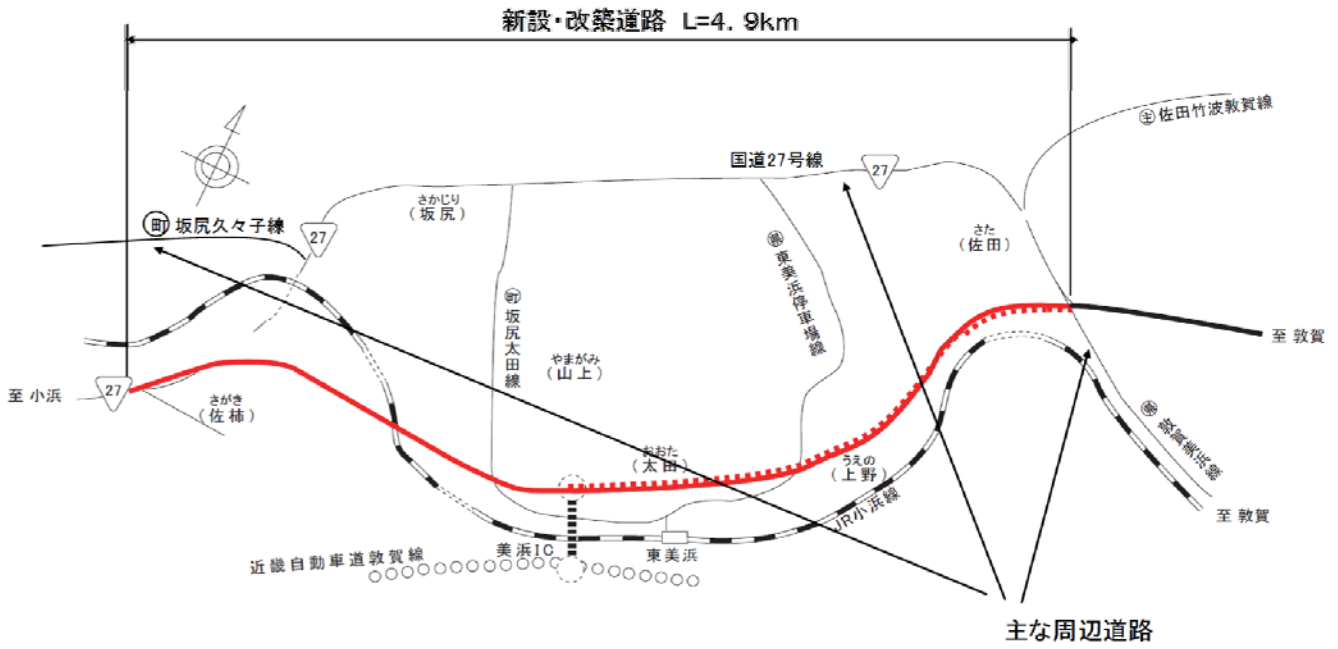 新設・改築道路 L=4.9km
主 佐田竹波敦賀線
国道27号線
27
さかじり
(坂尻)
町 坂尻久々子線
27
さた
(佐田)
県 東美浜停車場線
町 坂尻太田線
やまがみ
(山上)
至 敦賀
至 小浜
27
さがき
(佐柿)
おおた
(太田)
うえの
(上野)
県 敦賀美浜線
JR小浜線
至 敦賀
近畿自動車道敦賀線
美浜IC
東美浜
主な周辺道路